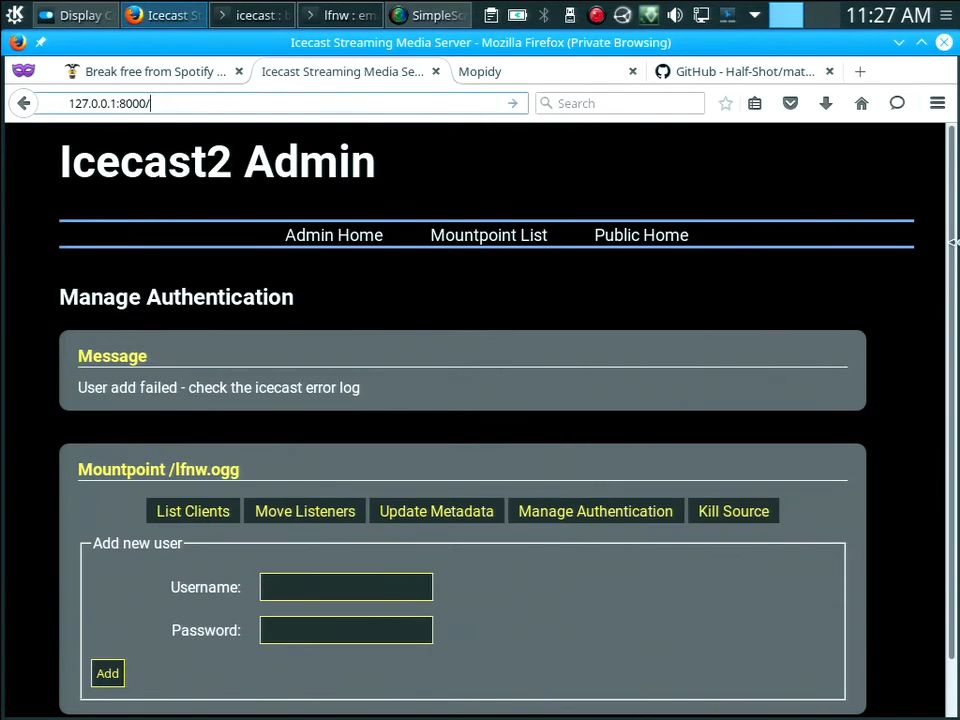 Display C
Icecast St
icecast : b
lfnw : em
SimpleSc
11:27 AM
Icecast Streaming Media Server - Mozilla Firefox (Private Browsing)
Break free from Spotify ...
Icecast Streaming Media Se...
Mopidy
GitHub - Half-Shot/mat...
127.0.0.1:8000/
Search
Icecast2 Admin
Admin Home
Mountpoint List
Public Home
Manage Authentication
Message
User add failed - check the icecast error log
Mountpoint /lfnw.ogg
List Clients
Move Listeners
Update Metadata
Manage Authentication
Kill Source
Add new user
Username:
Password:
Add